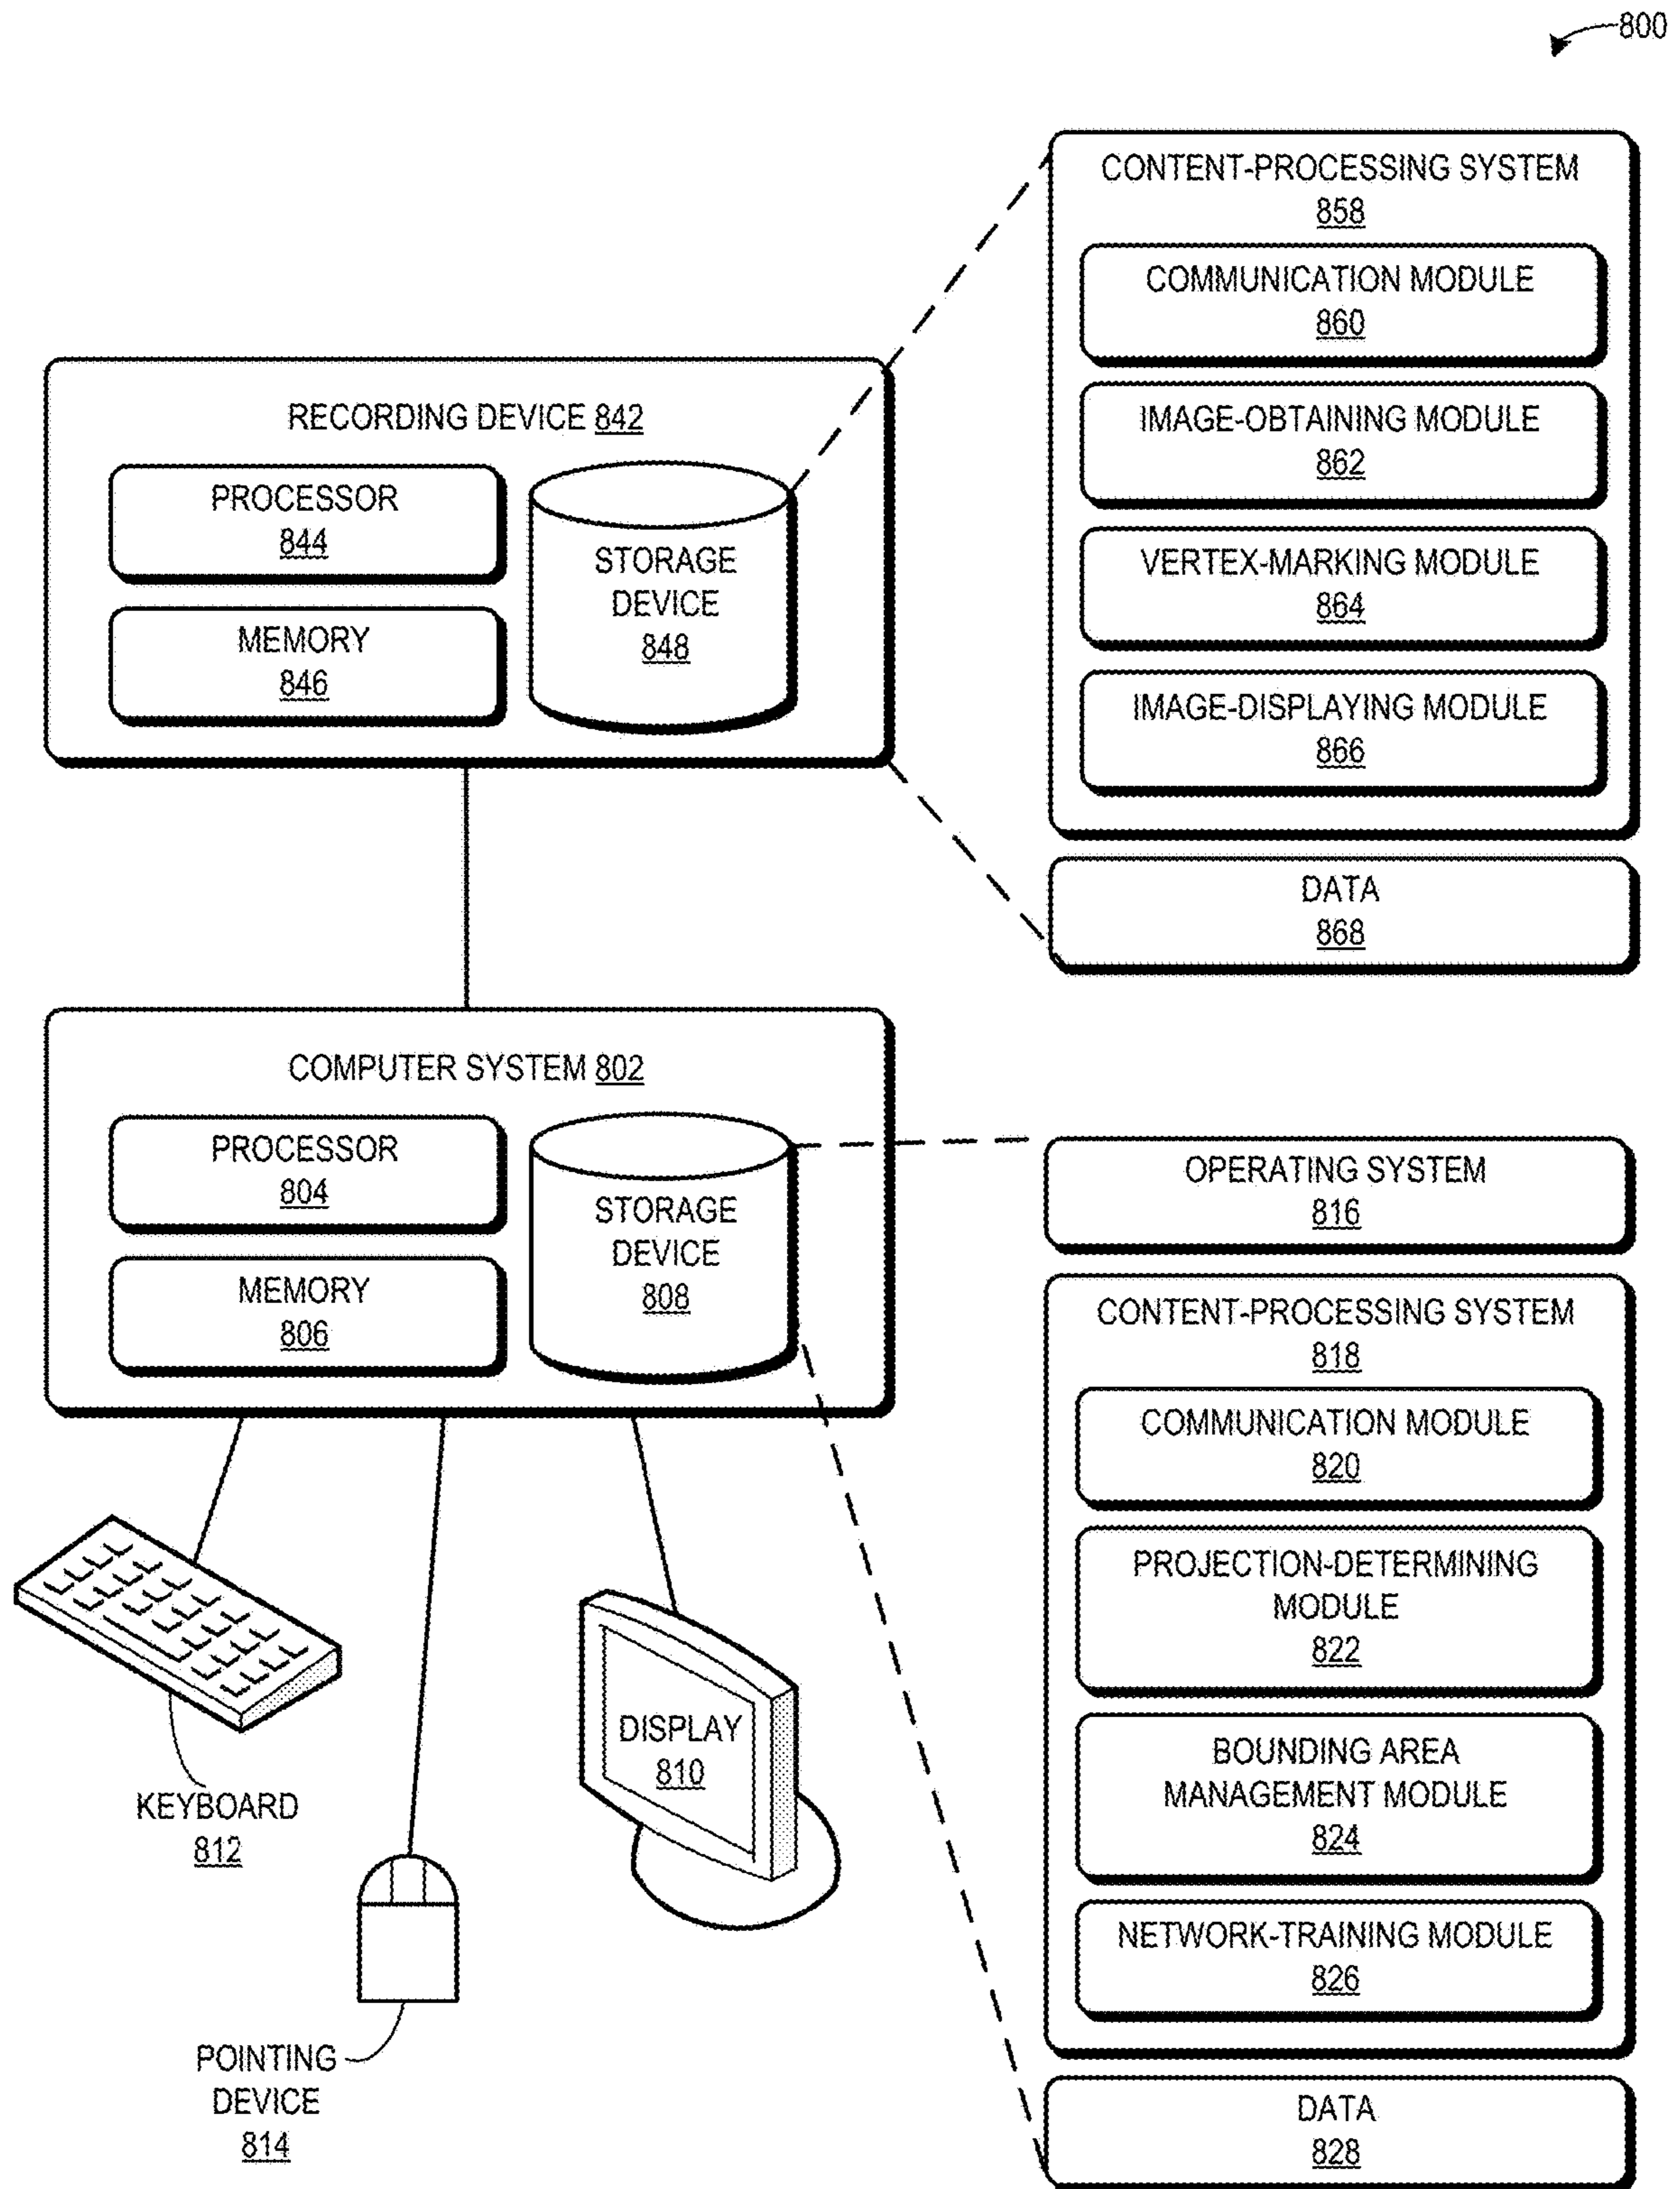 800
CONTENT-PROCESSING SYSTEM
858
COMMUNICATION MODULE
860
IMAGE-OBTAINING MODULE
862
VERTEX-MARKING MODULE
864
IMAGE-DISPLAYING MODULE
866
DATA
868
RECORDING DEVICE 842
PROCESSOR
844
MEMORY
846
STORAGE
DEVICE
848
COMPUTER SYSTEM 802
PROCESSOR
804
MEMORY
806
STORAGE
DEVICE
808
OPERATING SYSTEM
816
CONTENT-PROCESSING SYSTEM
818
COMMUNICATION MODULE
820
PROJECTION-DETERMINING
MODULE
822
BOUNDING AREA
MANAGEMENT MODULE
824
NETWORK-TRAINING MODULE
826
DATA
828
KEYBOARD
812
POINTING
DEVICE
814
DISPLAY
810